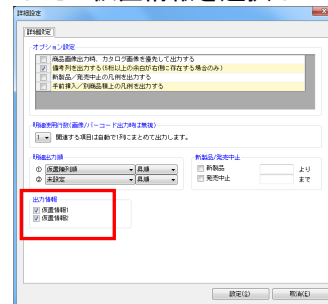 詳細設定
詳細設定
オプション設定
商品画像出力時、カタログ画像を優先して出力する
備考列を出力する(5桁以上の余白が右側に存在する場合のみ)
新製品／発売中止の凡例を出力する
手前挿入／別商品積上の凡例を出力する
明細使用行数(画像/バーコード出力時は無視)
1 関連する項目は自動で1列にまとめて出力します。
明細出力順
① 仮置陳列順 昇順
② 未設定 昇順
新製品/発売中止
新製品 より
発売中止 まで
出力情報
仮置情報1
仮置情報2
設定(S)
取消(E)